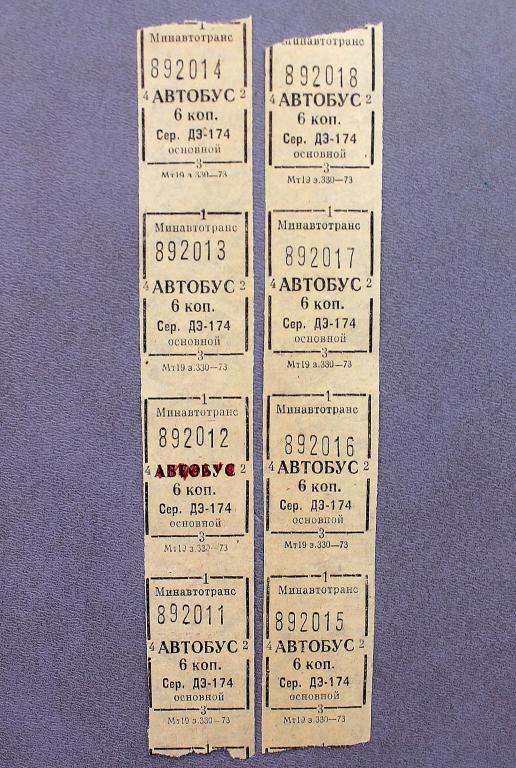 1
Минавтотранс
892014
4 АВТОБУС 2
6 коп.
Сер. ДЭ-174
основной
3
Мт19 з.330—73
1
Минавтотранс
892013
4 АВТОБУС 2
6 коп.
Сер. ДЭ-174
основной
3
Мт19 з.330—73
1
Минавтотранс
892012
4 АВТОБУС 2
6 коп.
Сер. ДЭ-174
основной
3
Мт19 з.330—73
1
Минавтотранс
892011
4 АВТОБУС 2
6 коп.
Сер. ДЭ-174
основной
3
Мт19 з.330—73
1
Минавтотранс
892018
4 АВТОБУС 2
6 коп.
Сер. ДЭ-174
основной
3
Мт19 з.330—73
1
Минавтотранс
892017
4 АВТОБУС 2
6 коп.
Сер. ДЭ-174
основной
3
Мт19 з.330—73
1
Минавтотранс
892016
4 АВТОБУС 2
6 коп.
Сер. ДЭ-174
основной
3
Мт19 з.330—73
1
Минавтотранс
892015
4 АВТОБУС 2
6 коп.
Сер. ДЭ-174
основной
3
Мт19 з.330—73